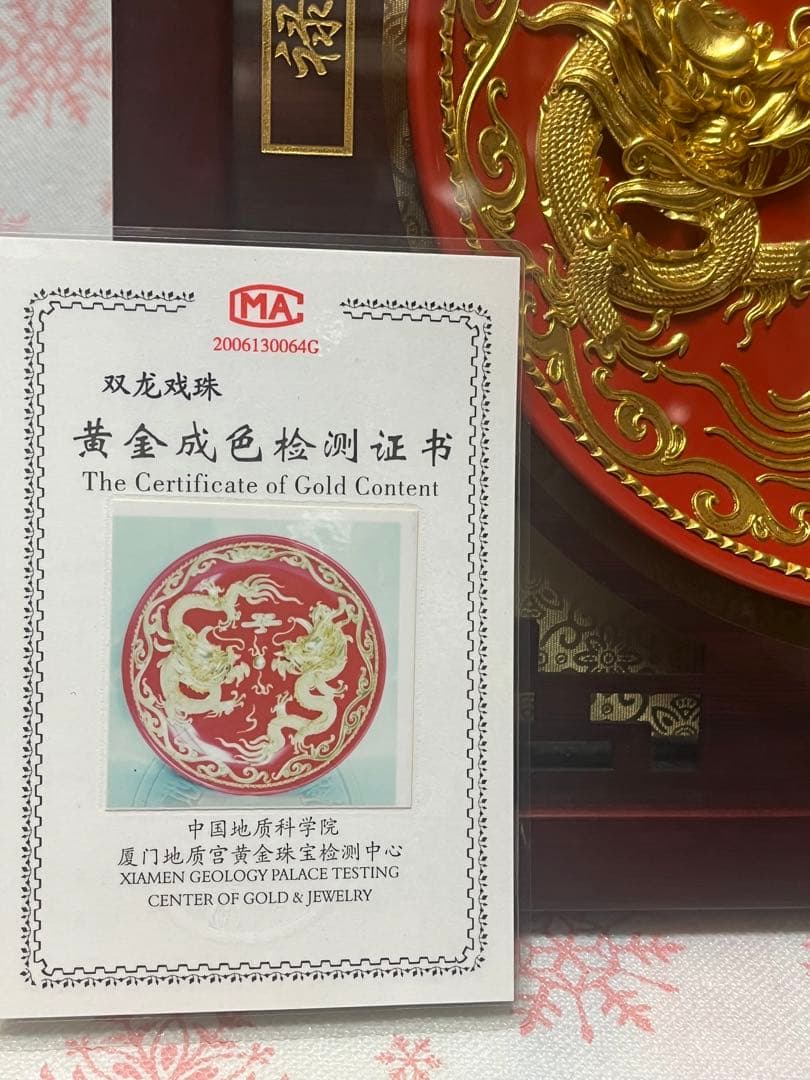 禄
CMA
2006130064G
双龙戏珠
黄金成色检测证书
The Certificate of Gold Content
中国地质科学院
厦门地质宫黄金珠宝检测中心
XIAMEN GEOLOGY PALACE TESTING
CENTER OF GOLD & JEWELRY